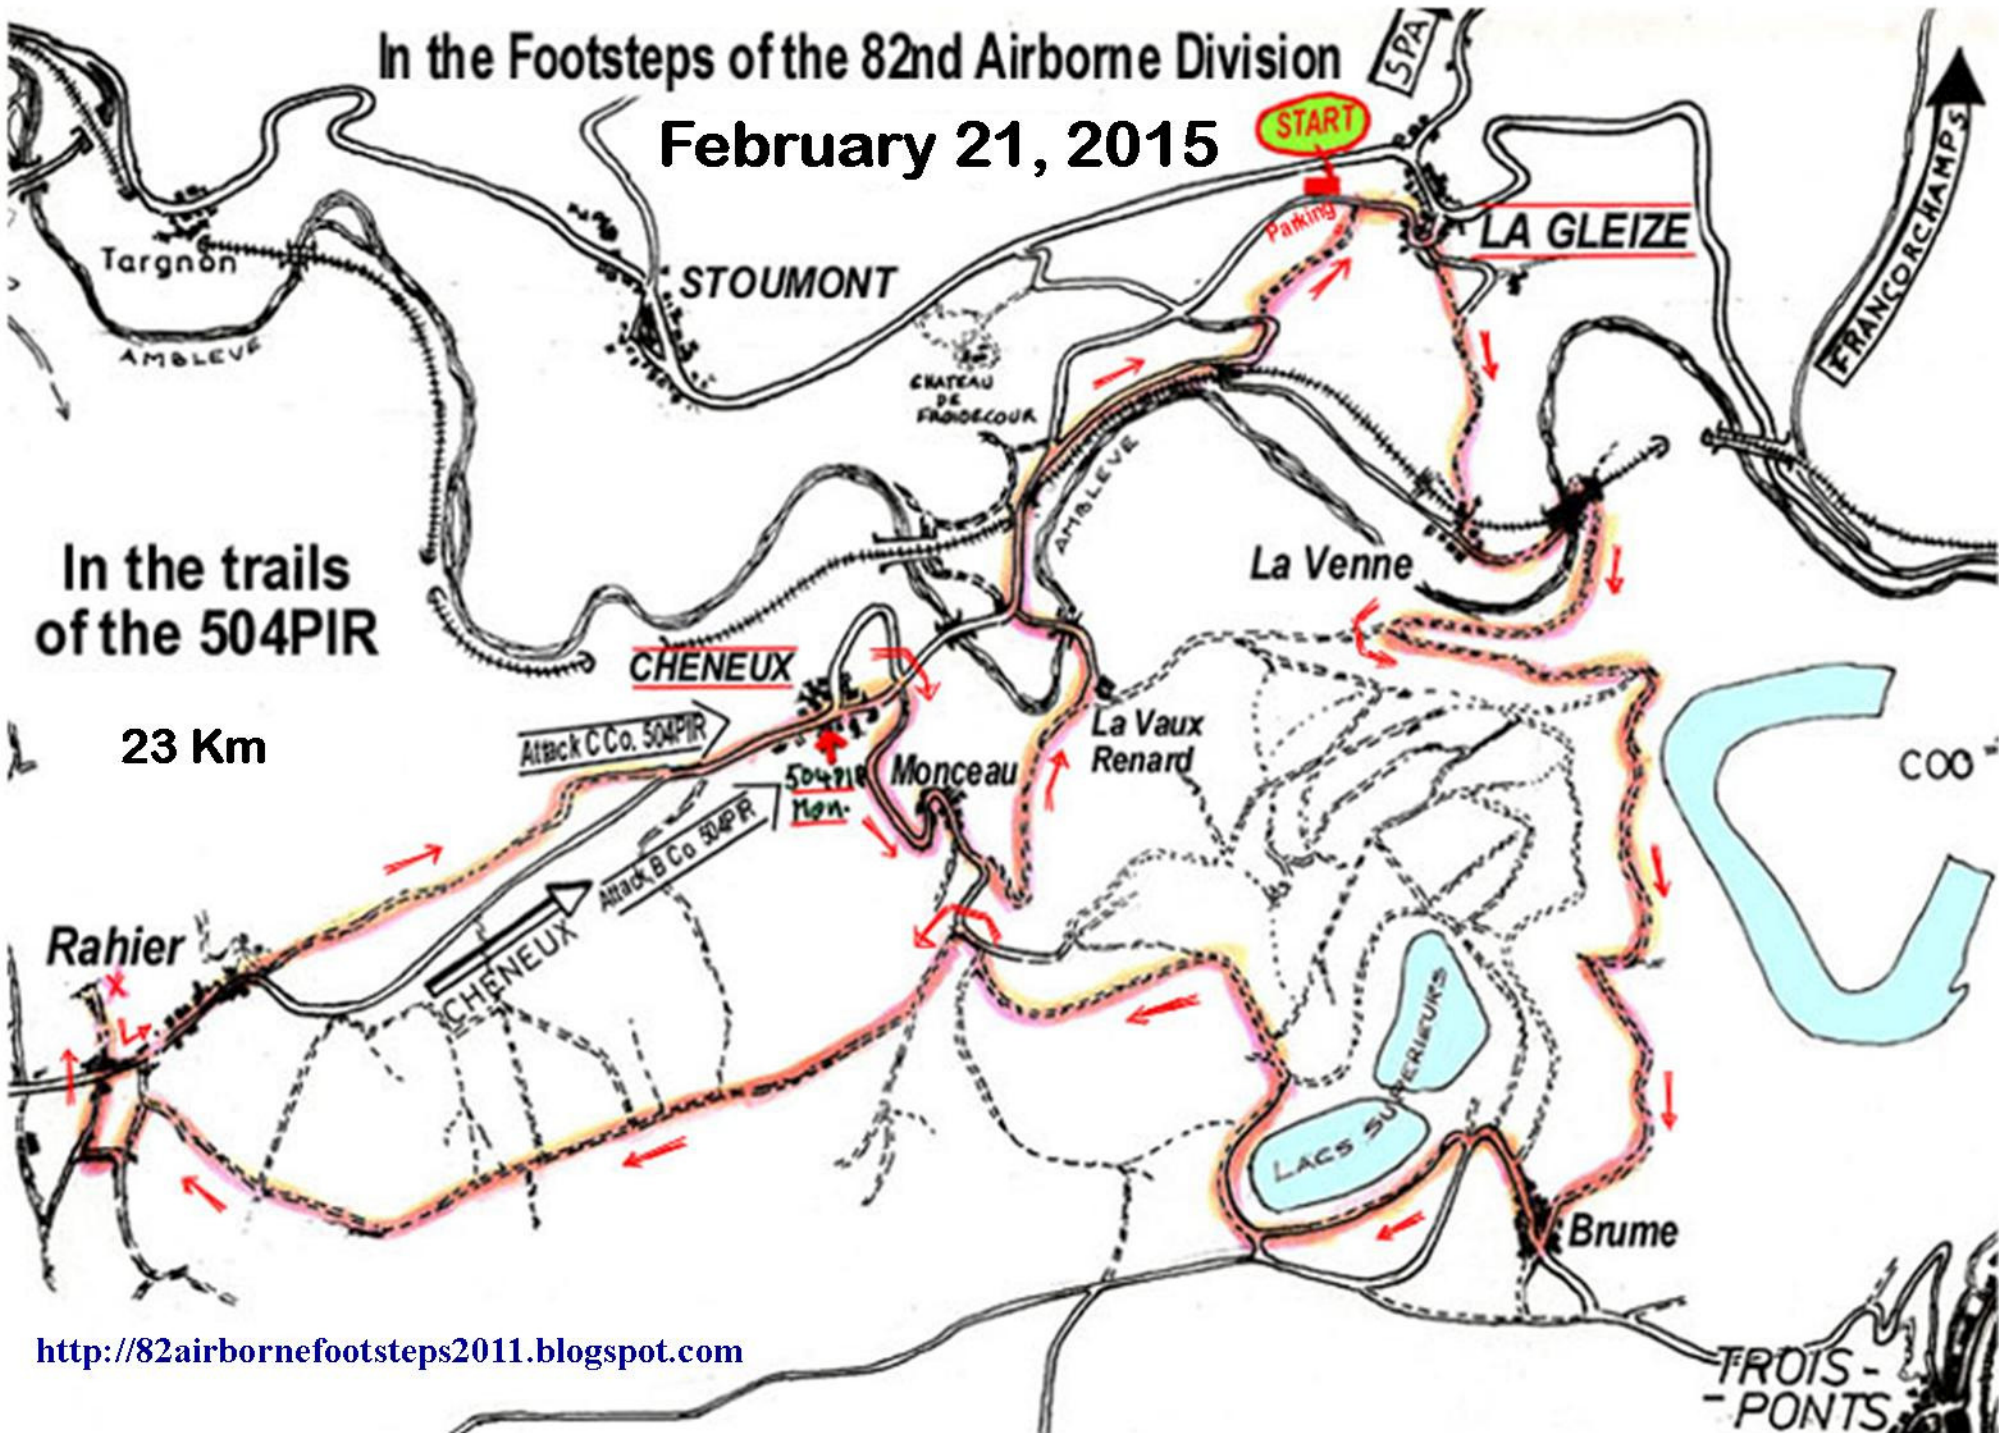 In the Footsteps of the 82nd Airborne Division
SPA
February 21, 2015
START
Parking
LA GLEIZE
FRANCORCHAMPS
Targnon
AMBLEVE
STOUMONT
CHATEAU
DE
FROIDECOUR
AMBLEVE
In the trails
of the 504PIR
La Venne
CHENEUX
23 Km
Attack C Co. 504PIR
504PIR
Mon.
Monceau
La Vaux
Renard
COO
Attack B Co 504PIR
CHENEUX
Rahier
LACS SUPERIEURS
Brume
http://82airbornefootsteps2011.blogspot.com
TROIS-
-PONTS